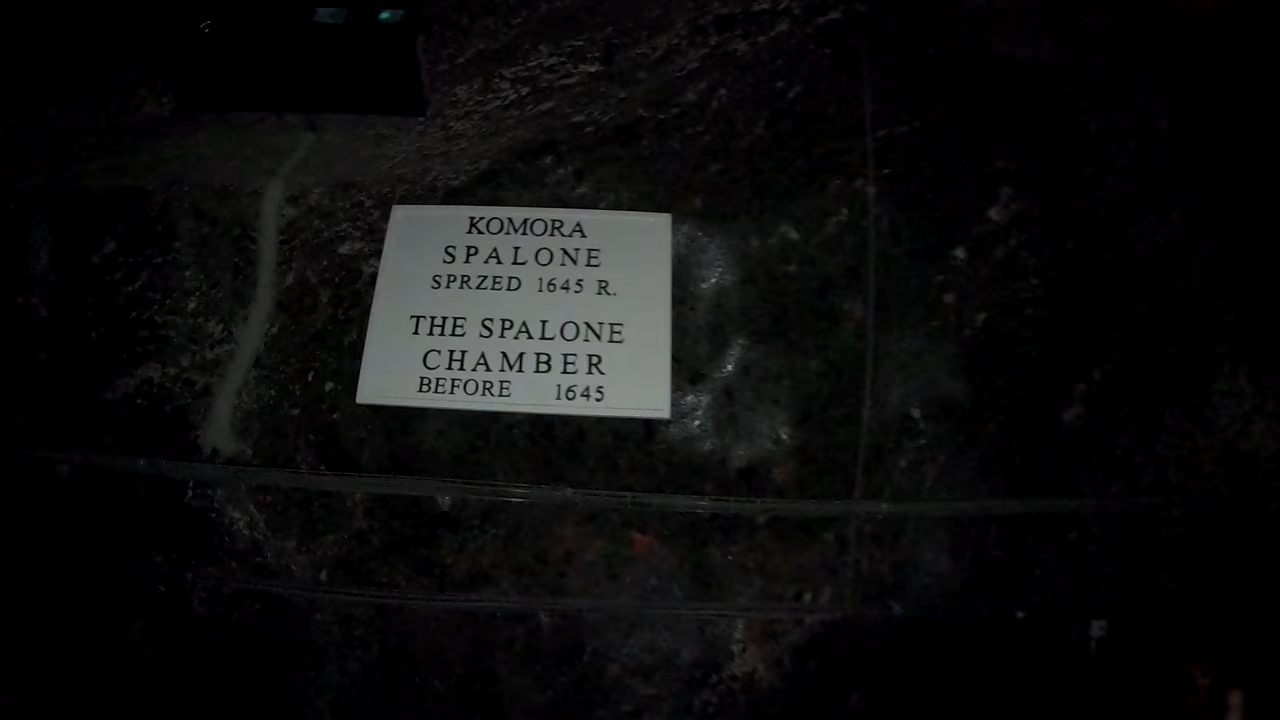 KOMORA
SPALONE
SPRZED 1645 R.
THE SPALONE
CHAMBER
BEFORE 1645